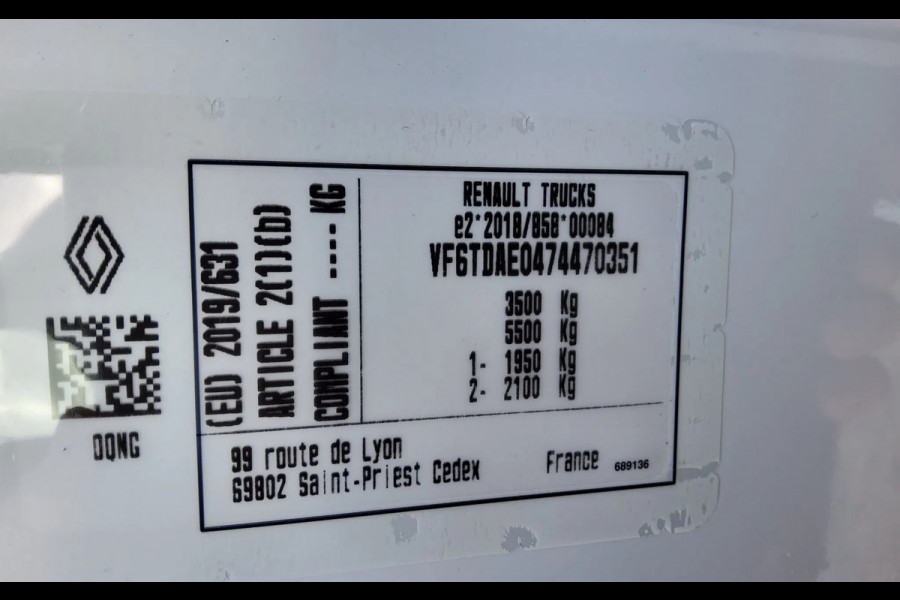 (EU) 2019/631
ARTICLE 2(1)(b)
COMPLIANT ---- KG
RENAULT TRUCKS
e2*2018/858*00084
VF6TDAE0474470351
3500 Kg
5500 Kg
1- 1950 Kg
2- 2100 Kg
DQNG
99 route de Lyon
69802 Saint-Priest Cedex
France
689136